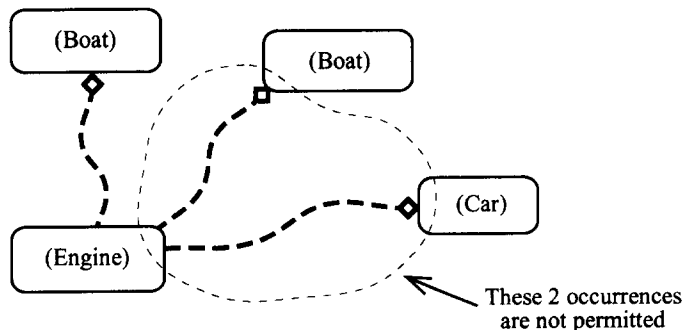 (Boat)
(Boat)
(Car)
(Engine)
These 2 occurrences
are not permitted